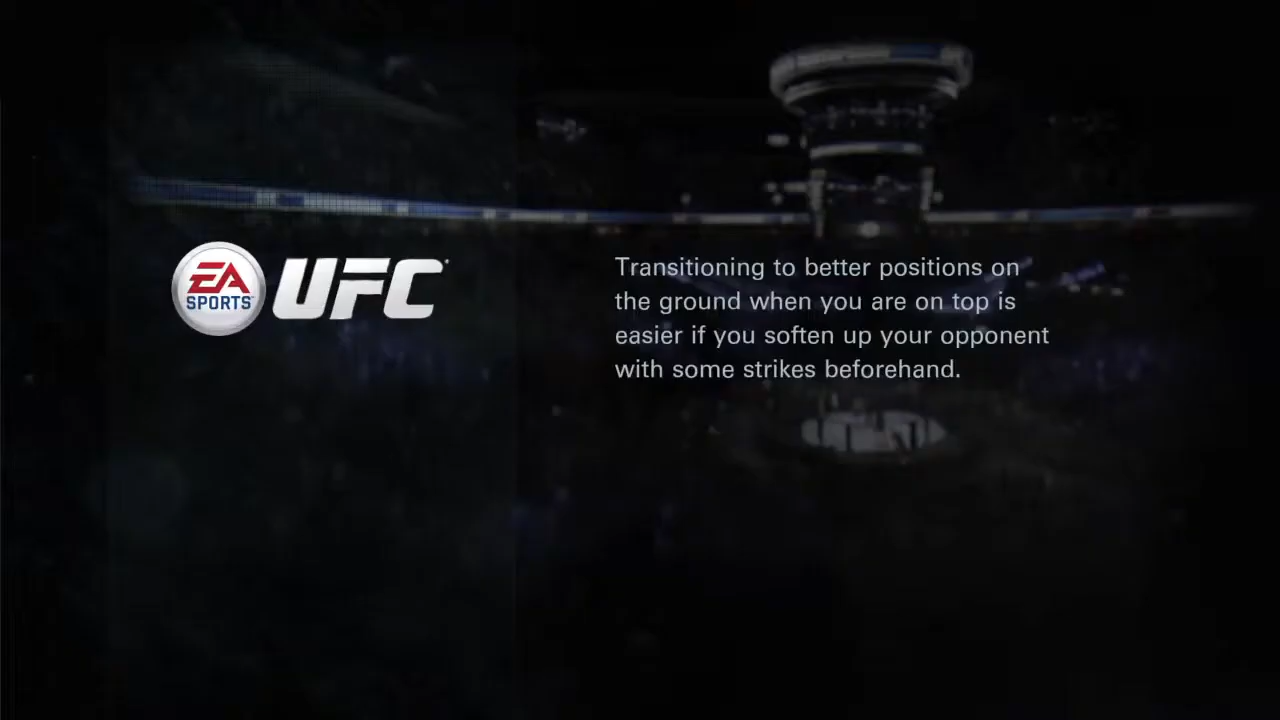 EA
SPORTS
UFC
Transitioning to better positions on
the ground when you are on top is
easier if you soften up your opponent
with some strikes beforehand.